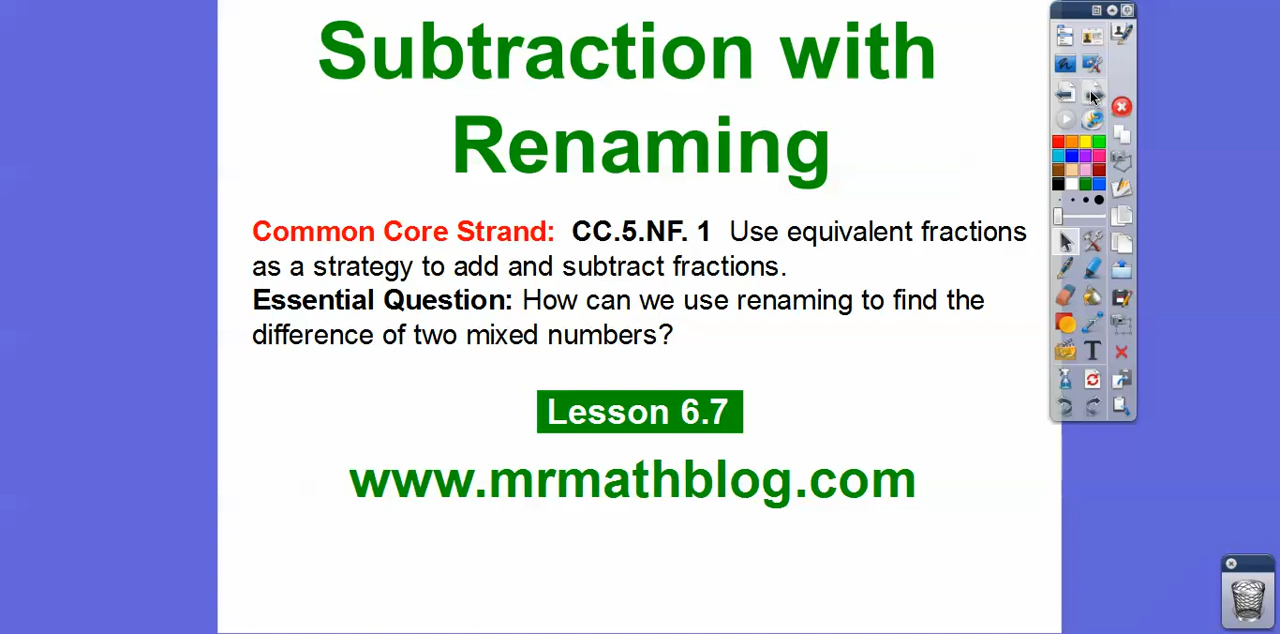 Subtraction with
Renaming
Common Core Strand: CC.5.NF. 1 Use equivalent fractions
as a strategy to add and subtract fractions.
Essential Question: How can we use renaming to find the
difference of two mixed numbers?
Lesson 6.7
www.mrmathblog.com
T